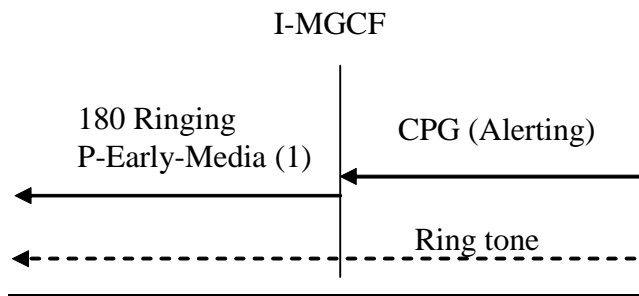 I-MGCF
180 Ringing
P-Early-Media (1)
CPG (Alerting)
Ring tone